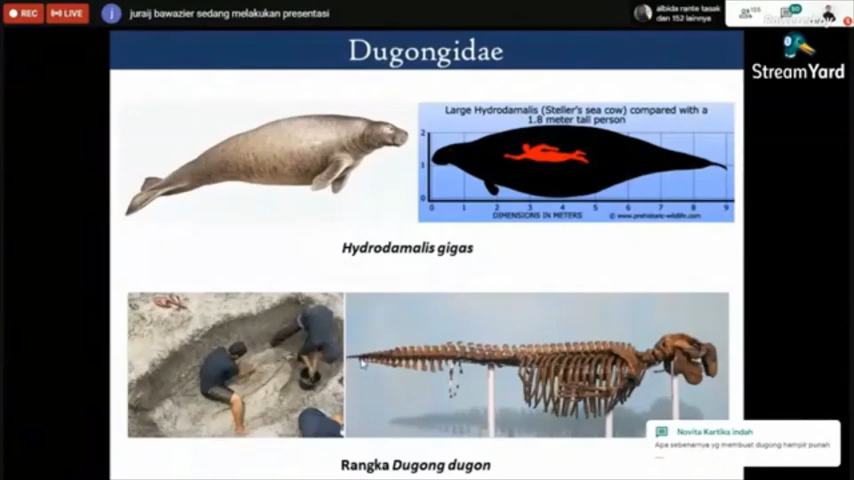 REC
LIVE
j
juraij bawazier sedang melakukan presentasi
albida rante tasak
dan 152 lainnya
StreamYard
Dugongidae
Large Hydrodamalis (Steller's sea cow) compared with a
1.8 meter tall person
2
1
0
0 1 2 3 4 5 6 7 8 9
DIMENSIONS IN METERS
© www.prehistoric-wildlife.com
Hydrodamalis gigas
Rangka Dugong dugon
Novita Kartika indah
Apa sebenarnya yg membuat dugong hampir punah